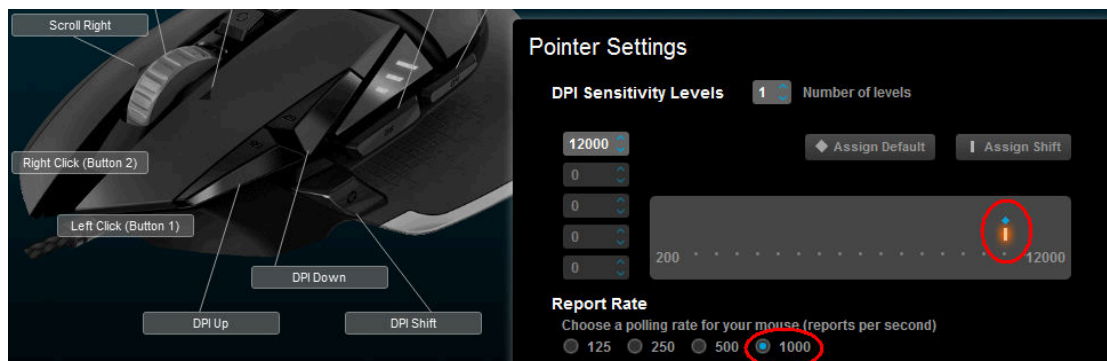 Scroll Right
Right Click (Button 2)
Left Click (Button 1)
DPI Down
DPI Up
DPI Shift
Pointer Settings
DPI Sensitivity Levels 1 Number of levels
12000 Assign Default Assign Shift
0
0
0
0
200 12000
Report Rate
Choose a polling rate for your mouse (reports per second)
125 250 500 1000